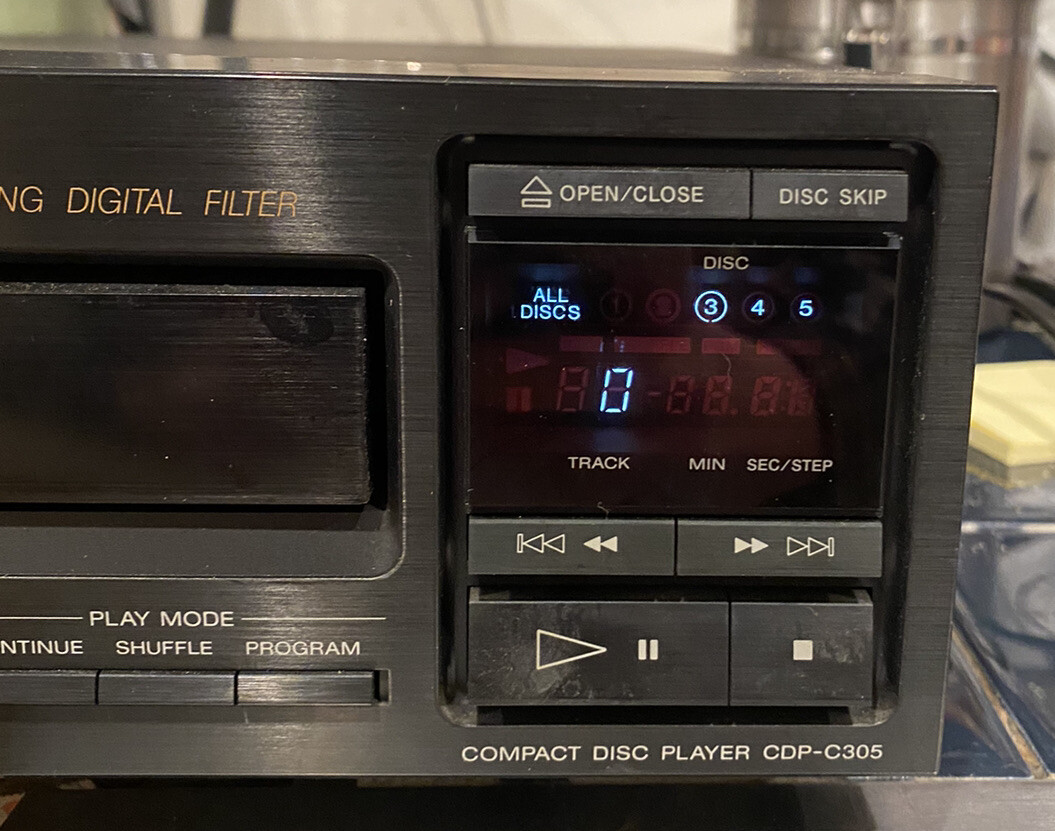 NG DIGITAL FILTER
OPEN/CLOSE DISC SKIP
DISC
ALL DISCS 3 4 5
0
TRACK MIN SEC/STEP
PLAY MODE
NTINUE SHUFFLE PROGRAM
COMPACT DISC PLAYER CDP-C305